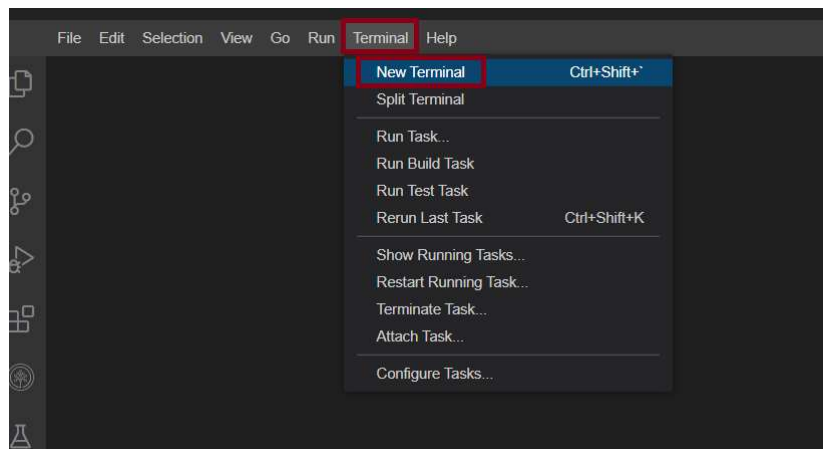 File Edit Selection View Go Run Terminal Help
New Terminal Ctrl+Shift+`
Split Terminal
Run Task...
Run Build Task
Run Test Task
Rerun Last Task Ctrl+Shift+K
Show Running Tasks...
Restart Running Task...
Terminate Task...
Attach Task...
Configure Tasks...